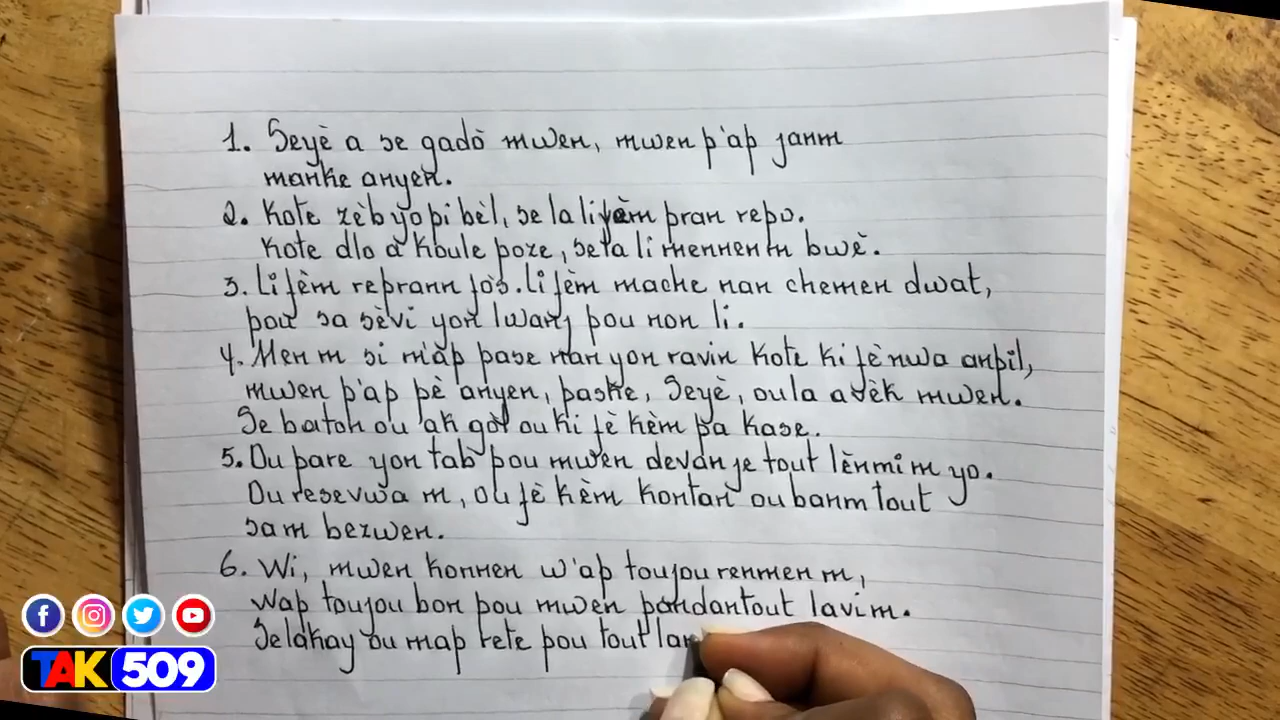 1. Seyè a se gadò mwen, mwen p'ap janm
manke anyen.
2. Kote zèb yo pi bèl, se la li fèm pran repo.
Kote dlo a koule poze, se la li mennen m bwè.
3. Li fèm reprann fòs. Li fèm mache nan chemen dwat,
pou sa sèvi yon lwanj pou non li.
4. Menm si m'ap pase nan yon ravin kote ki fè nwa anpil,
mwen p'ap pè anyen, paske, Seyè, ou la avèk mwen.
Se baton ou ak gòl ou ki fè kèm pa kase.
5. Ou pare yon tab pou mwen devan je tout lènmi m yo.
Ou resevwa m, ou fè kèm kontan ou banm tout
sa m bezwen.
6. Wi, mwen konnen w'ap toujou renmen m,
Wap toujou bon pou mwen pandan tout lavi m.
Se lakay ou map rete pou tout
TAK 509